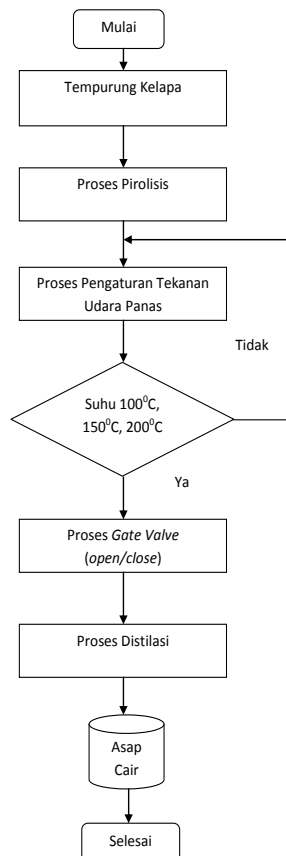 Mulai
Tempurung Kelapa
Proses Pirolisis
Proses Pengaturan Tekanan
Udara Panas
Tidak
Suhu 100⁰C,
150⁰C, 200⁰C
Ya
Proses Gate Valve
(open/close)
Proses Distilasi
Asap
Cair
Selesai